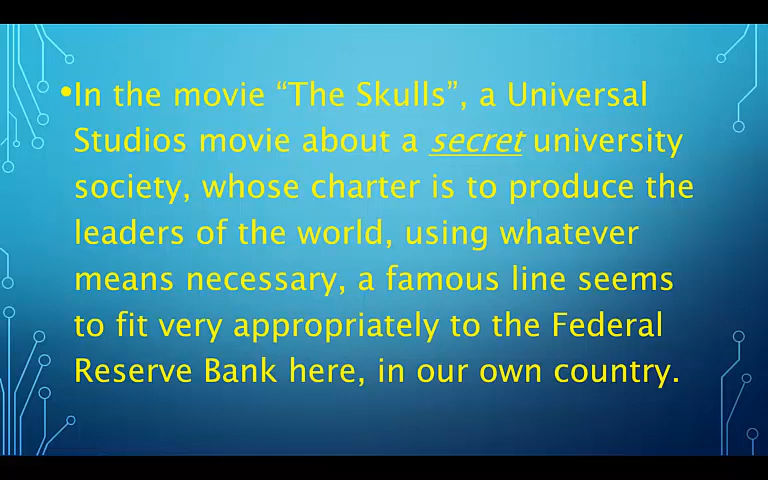 •In the movie “The Skulls”, a Universal
Studios movie about a secret university
society, whose charter is to produce the
leaders of the world, using whatever
means necessary, a famous line seems
to fit very appropriately to the Federal
Reserve Bank here, in our own country.